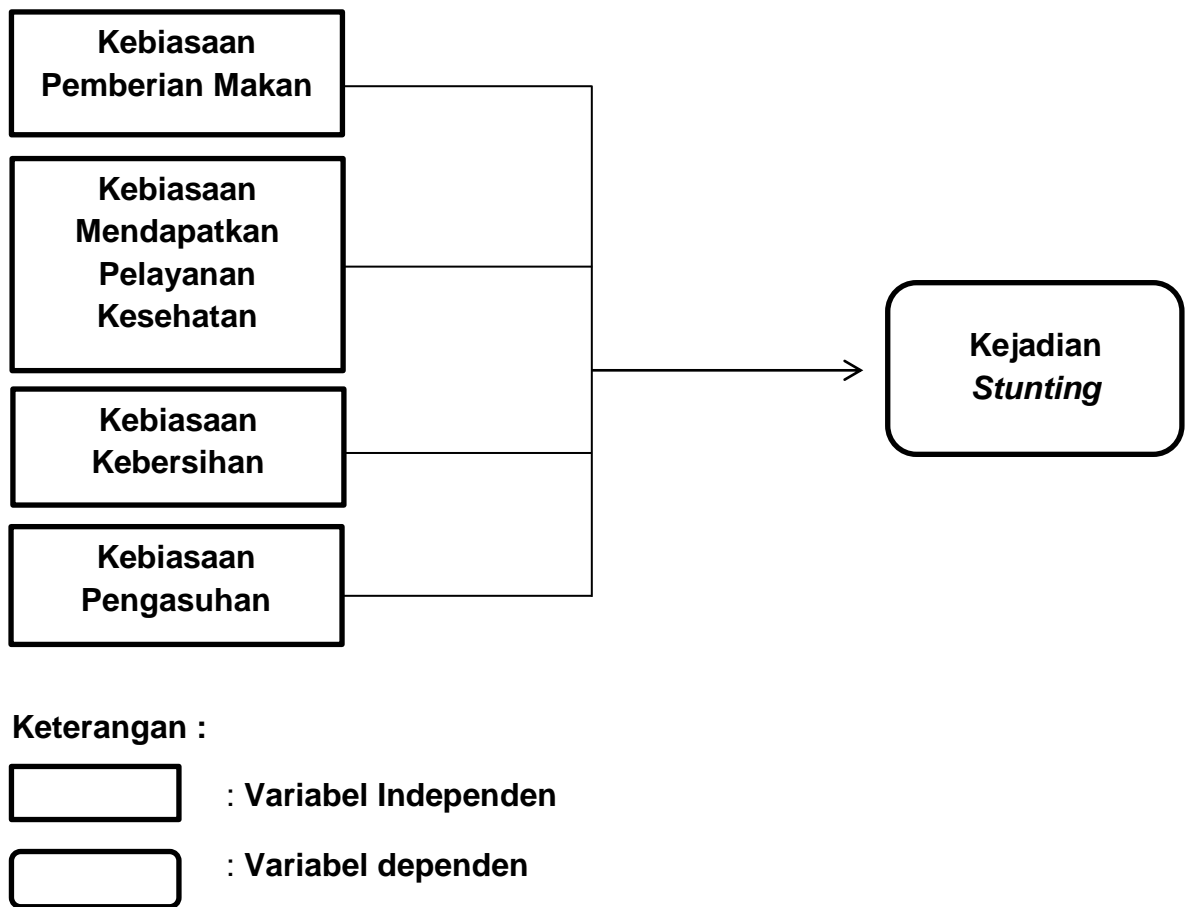 Kebiasaan
Pemberian Makan
Kebiasaan
Mendapatkan
Pelayanan
Kesehatan
Kebiasaan
Kebersihan
Kebiasaan
Pengasuhan
Kejadian
Stunting
Keterangan :
: Variabel Independen
: Variabel dependen